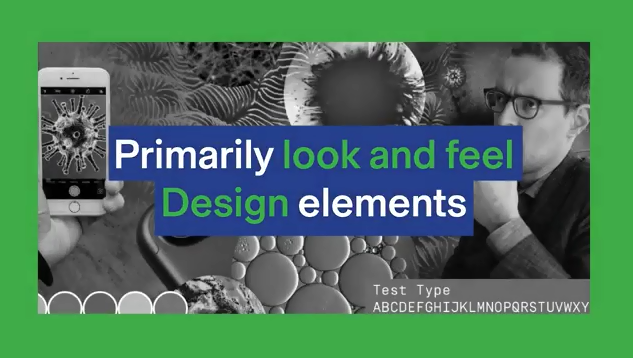 Primarily look and feel
Design elements
Test Type
ABCDEFGHIJKLMNOPQRSTUVWXY